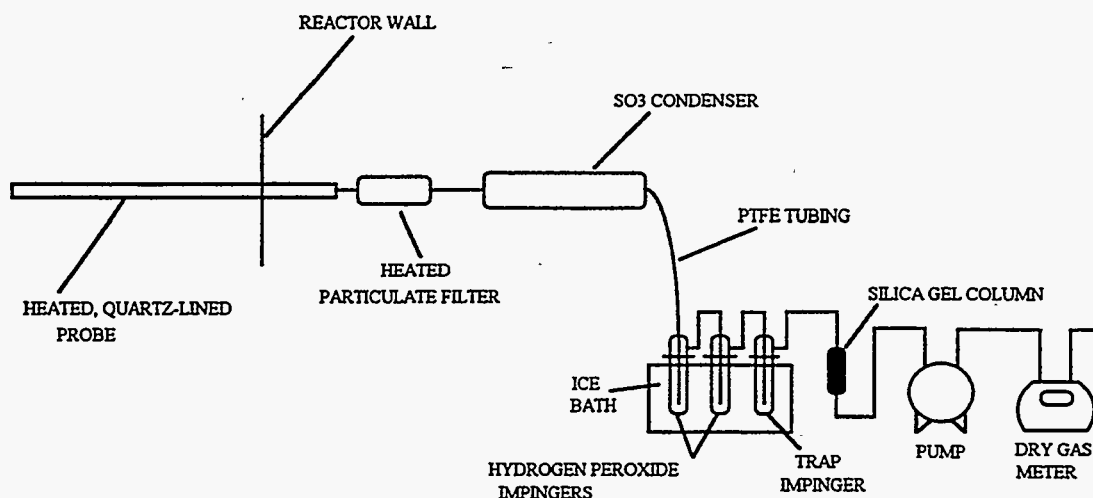 REACTOR WALL
SO3 CONDENSER
PTFE TUBING
HEATED
PARTICULATE FILTER
HEATED, QUARTZ-LINED
PROBE
SILICA GEL COLUMN
ICE
BATH
HYDROGEN PEROXIDE
IMPINGERS
TRAP
IMPINGER
PUMP
DRY GAS
METER